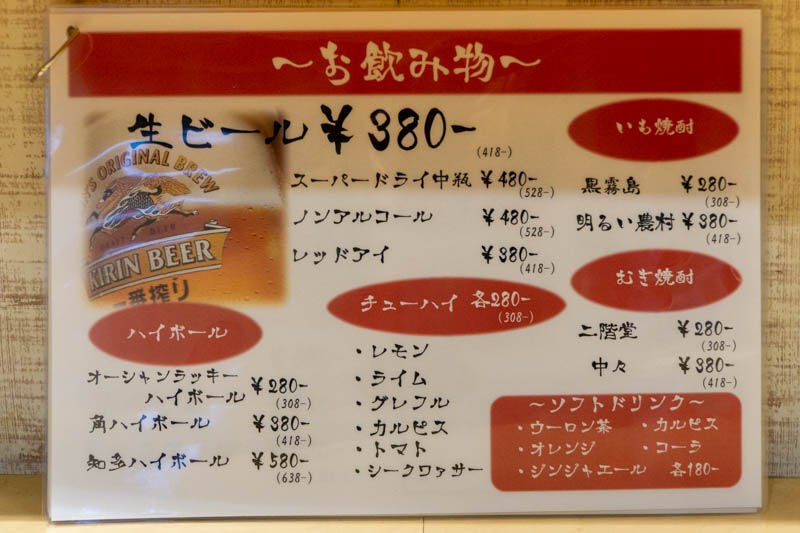 ～お飲み物～
生ビール ¥380-
(418-)
スーパードライ中瓶 ¥480-
(528-)
ノンアルコール ¥480-
(528-)
レッドアイ ¥380-
(418-)
ORIGINAL BREW
DRAFT BEER
KIRIN BEER
一番搾り
ハイボール
オーシャンラッキー
ハイボール ¥280-
(308-)
角ハイボール ¥380-
(418-)
知多ハイボール ¥580-
(638-)
チューハイ 各280-
(308-)
・レモン
・ライム
・グレフル
・カルピス
・トマト
・シークワァサー
いも焼酎
黒霧島 ¥280-
(308-)
明るい農村 ¥380-
(418-)
むぎ焼酎
二階堂 ¥280-
(308-)
中々 ¥380-
(418-)
～ソフトドリンク～
・ウーロン茶 ・カルピス
・オレンジ ・コーラ
・ジンジャエール 各180-